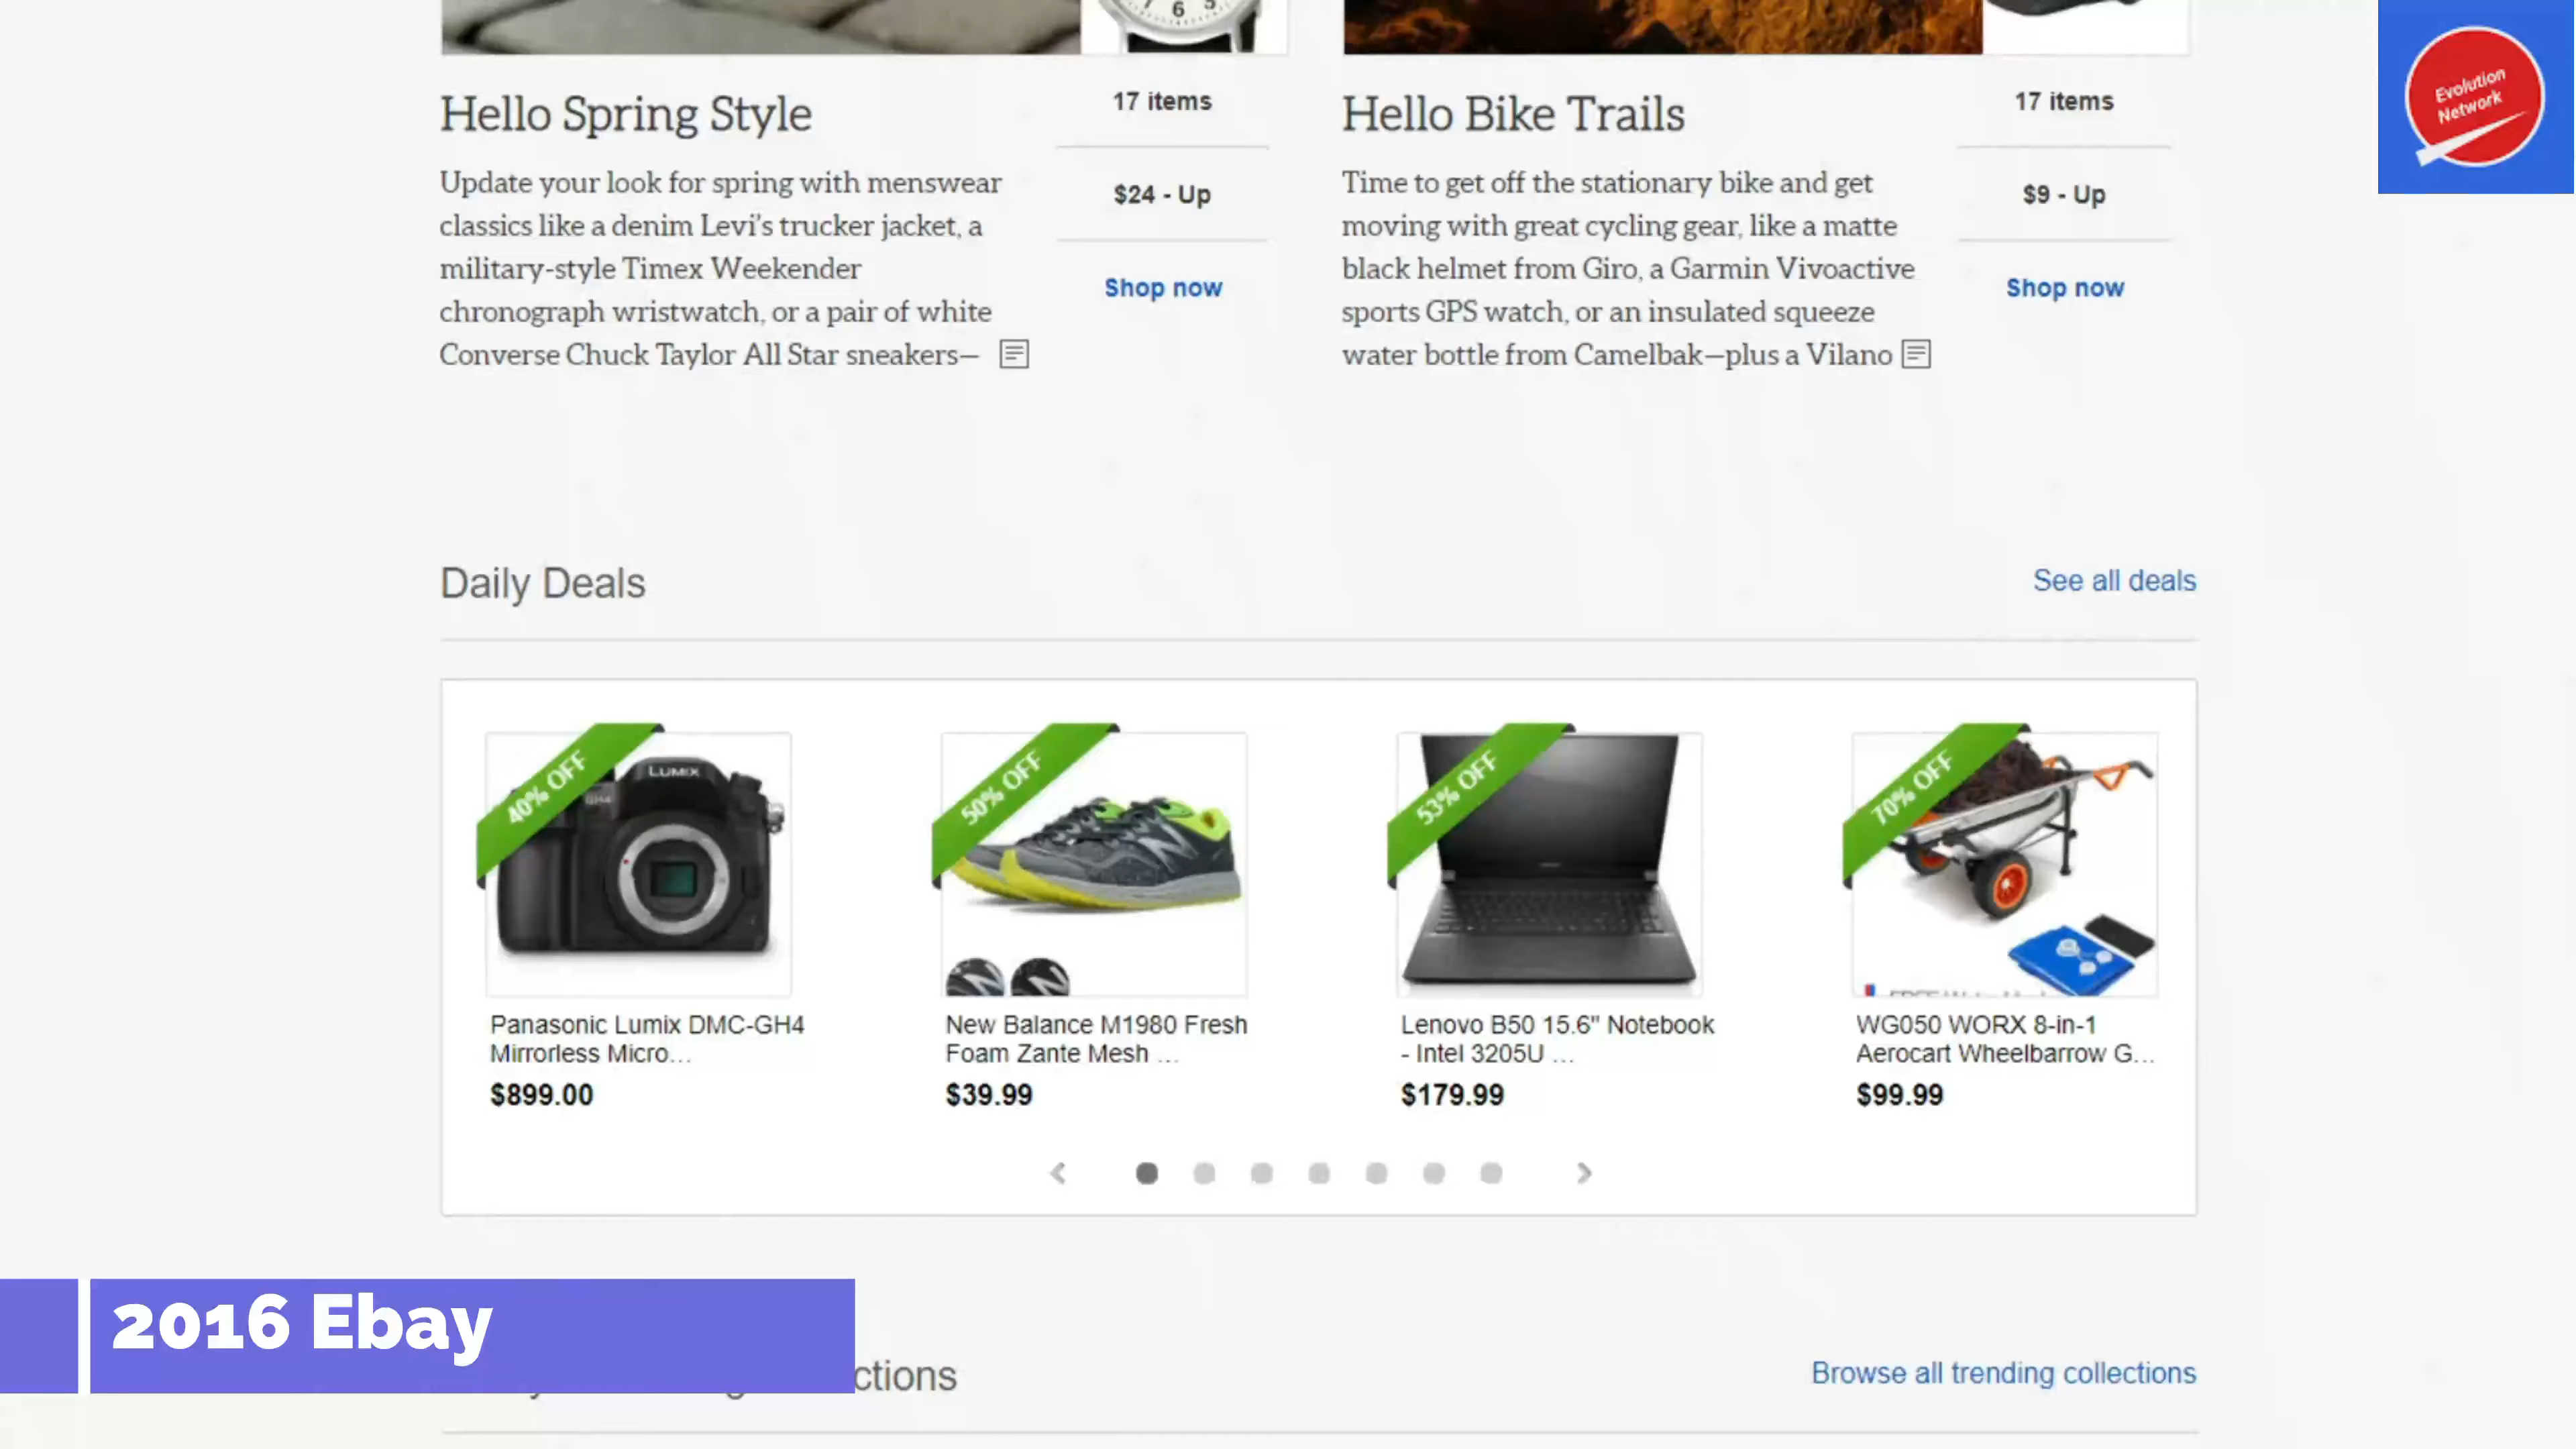 Evolution
Network
Hello Spring Style
17 items
Update your look for spring with menswear
classics like a denim Levi's trucker jacket, a
military-style Timex Weekender
chronograph wristwatch, or a pair of white
Converse Chuck Taylor All Star sneakers—
$24 - Up
Shop now
Hello Bike Trails
17 items
Time to get off the stationary bike and get
moving with great cycling gear, like a matte
black helmet from Giro, a Garmin Vivoactive
sports GPS watch, or an insulated squeeze
water bottle from Camelbak—plus a Vilano
$9 - Up
Shop now
Daily Deals
See all deals
40% OFF
LUMIX
GH4
Panasonic Lumix DMC-GH4
Mirrorless Micro...
$899.00
50% OFF
New Balance M1980 Fresh
Foam Zante Mesh ...
$39.99
53% OFF
Lenovo B50 15.6" Notebook
- Intel 3205U ...
$179.99
70% OFF
WG050 WORX 8-in-1
Aerocart Wheelbarrow G...
$99.99
2016 Ebay
Browse all trending collections